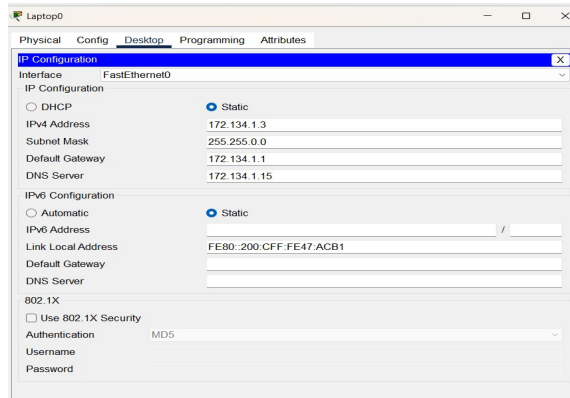 Laptop0
Physical Config Desktop Programming Attributes
IP Configuration X
Interface FastEthernet0
IP Configuration
DHCP Static
IPv4 Address 172.134.1.3
Subnet Mask 255.255.0.0
Default Gateway 172.134.1.1
DNS Server 172.134.1.15
IPv6 Configuration
Automatic Static
IPv6 Address /
Link Local Address FE80::200:CFF:FE47:ACB1
Default Gateway
DNS Server
802.1X
Use 802.1X Security
Authentication MD5
Username
Password